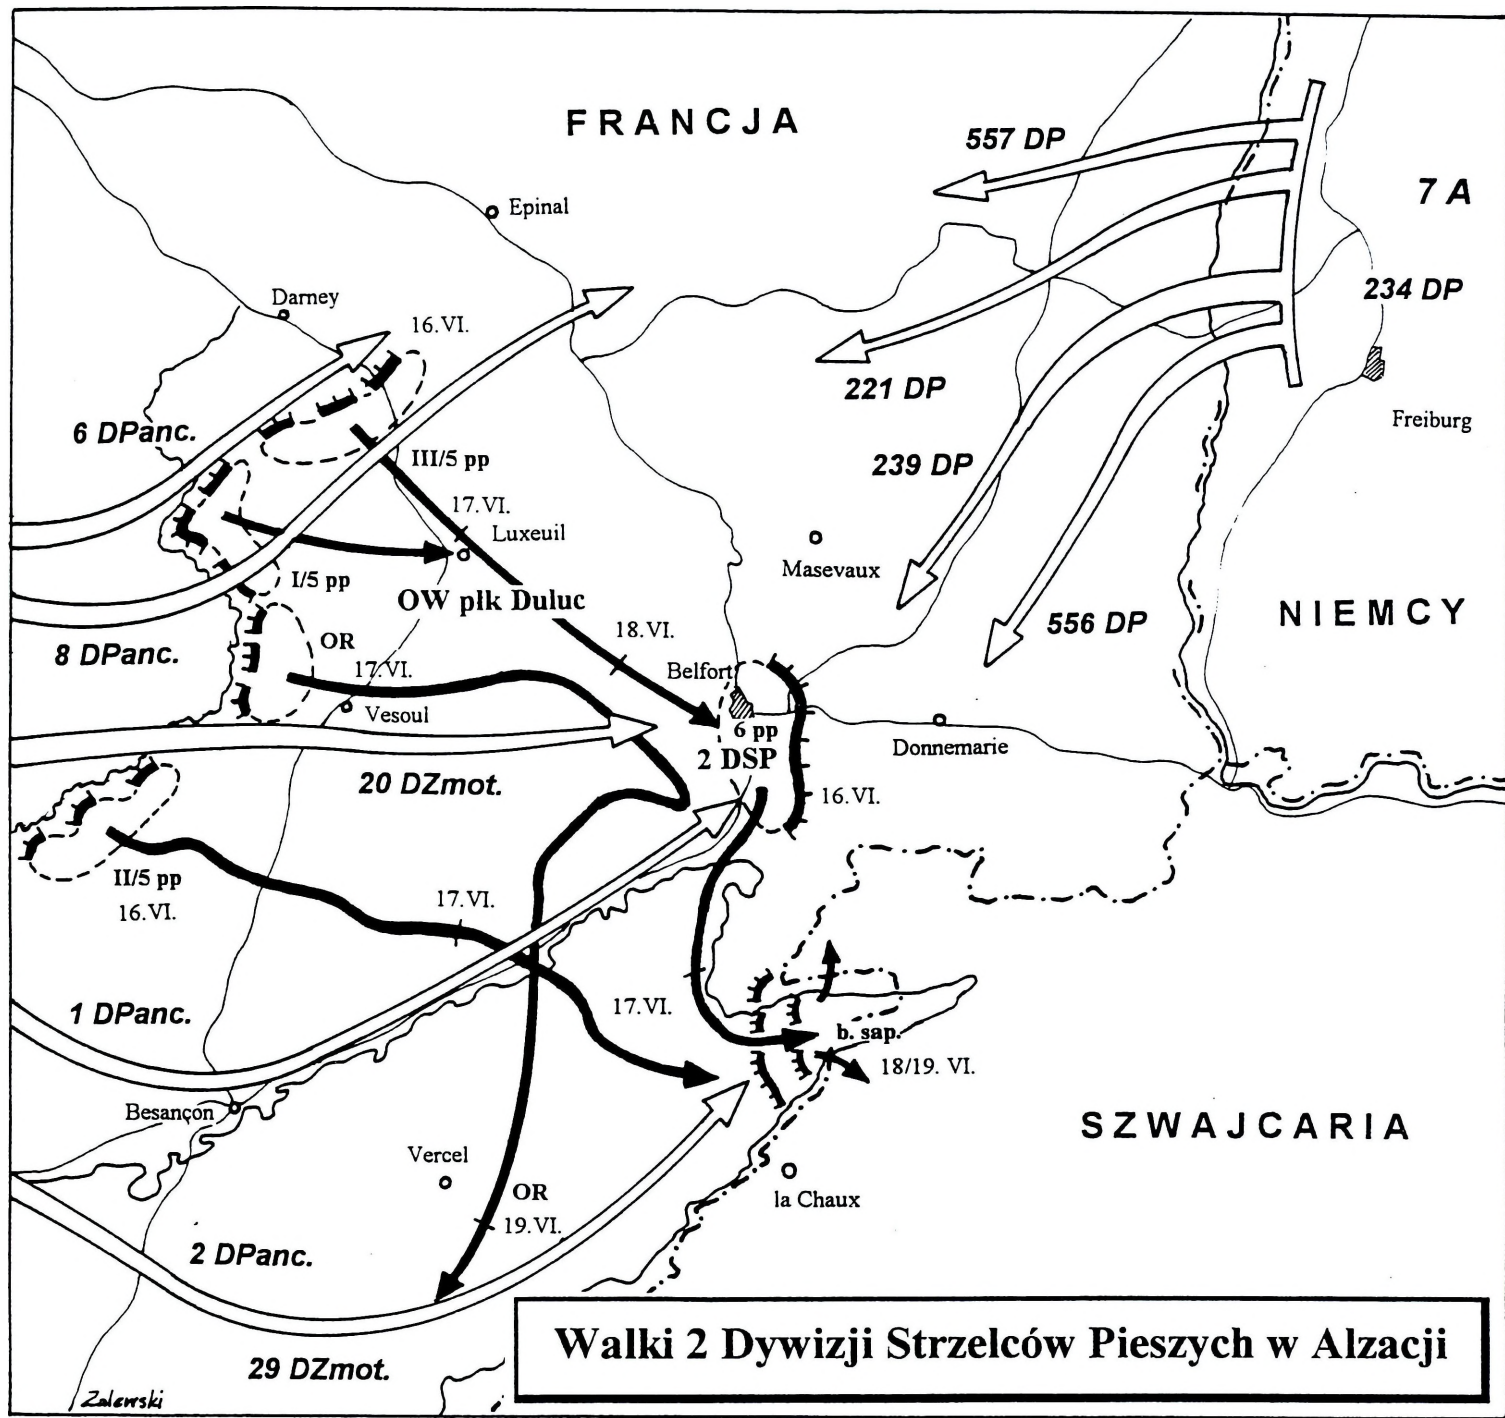 FRANCJA
557 DP
7 A
Epinal
234 DP
Darney
16.VI.
221 DP
Freiburg
6 DPanc.
III/5 pp
239 DP
17.VI.
Luxeuil
Masevaux
I/5 pp
OW płk Duluc
NIEMCY
556 DP
18.VI.
OR
17.VI.
8 DPanc.
Belfort
Vesoul
6 pp
2 DSP
Donnemarie
20 DZmot.
16.VI.
II/5 pp
16.VI.
17.VI.
1 DPanc.
17.VI.
b. sap.
18/19. VI.
Besançon
SZWAJCARIA
Vercel
OR
19.VI.
la Chaux
2 DPanc.
29 DZmot.
Walki 2 Dywizji Strzelców Pieszych w Alzacji
Zalewski